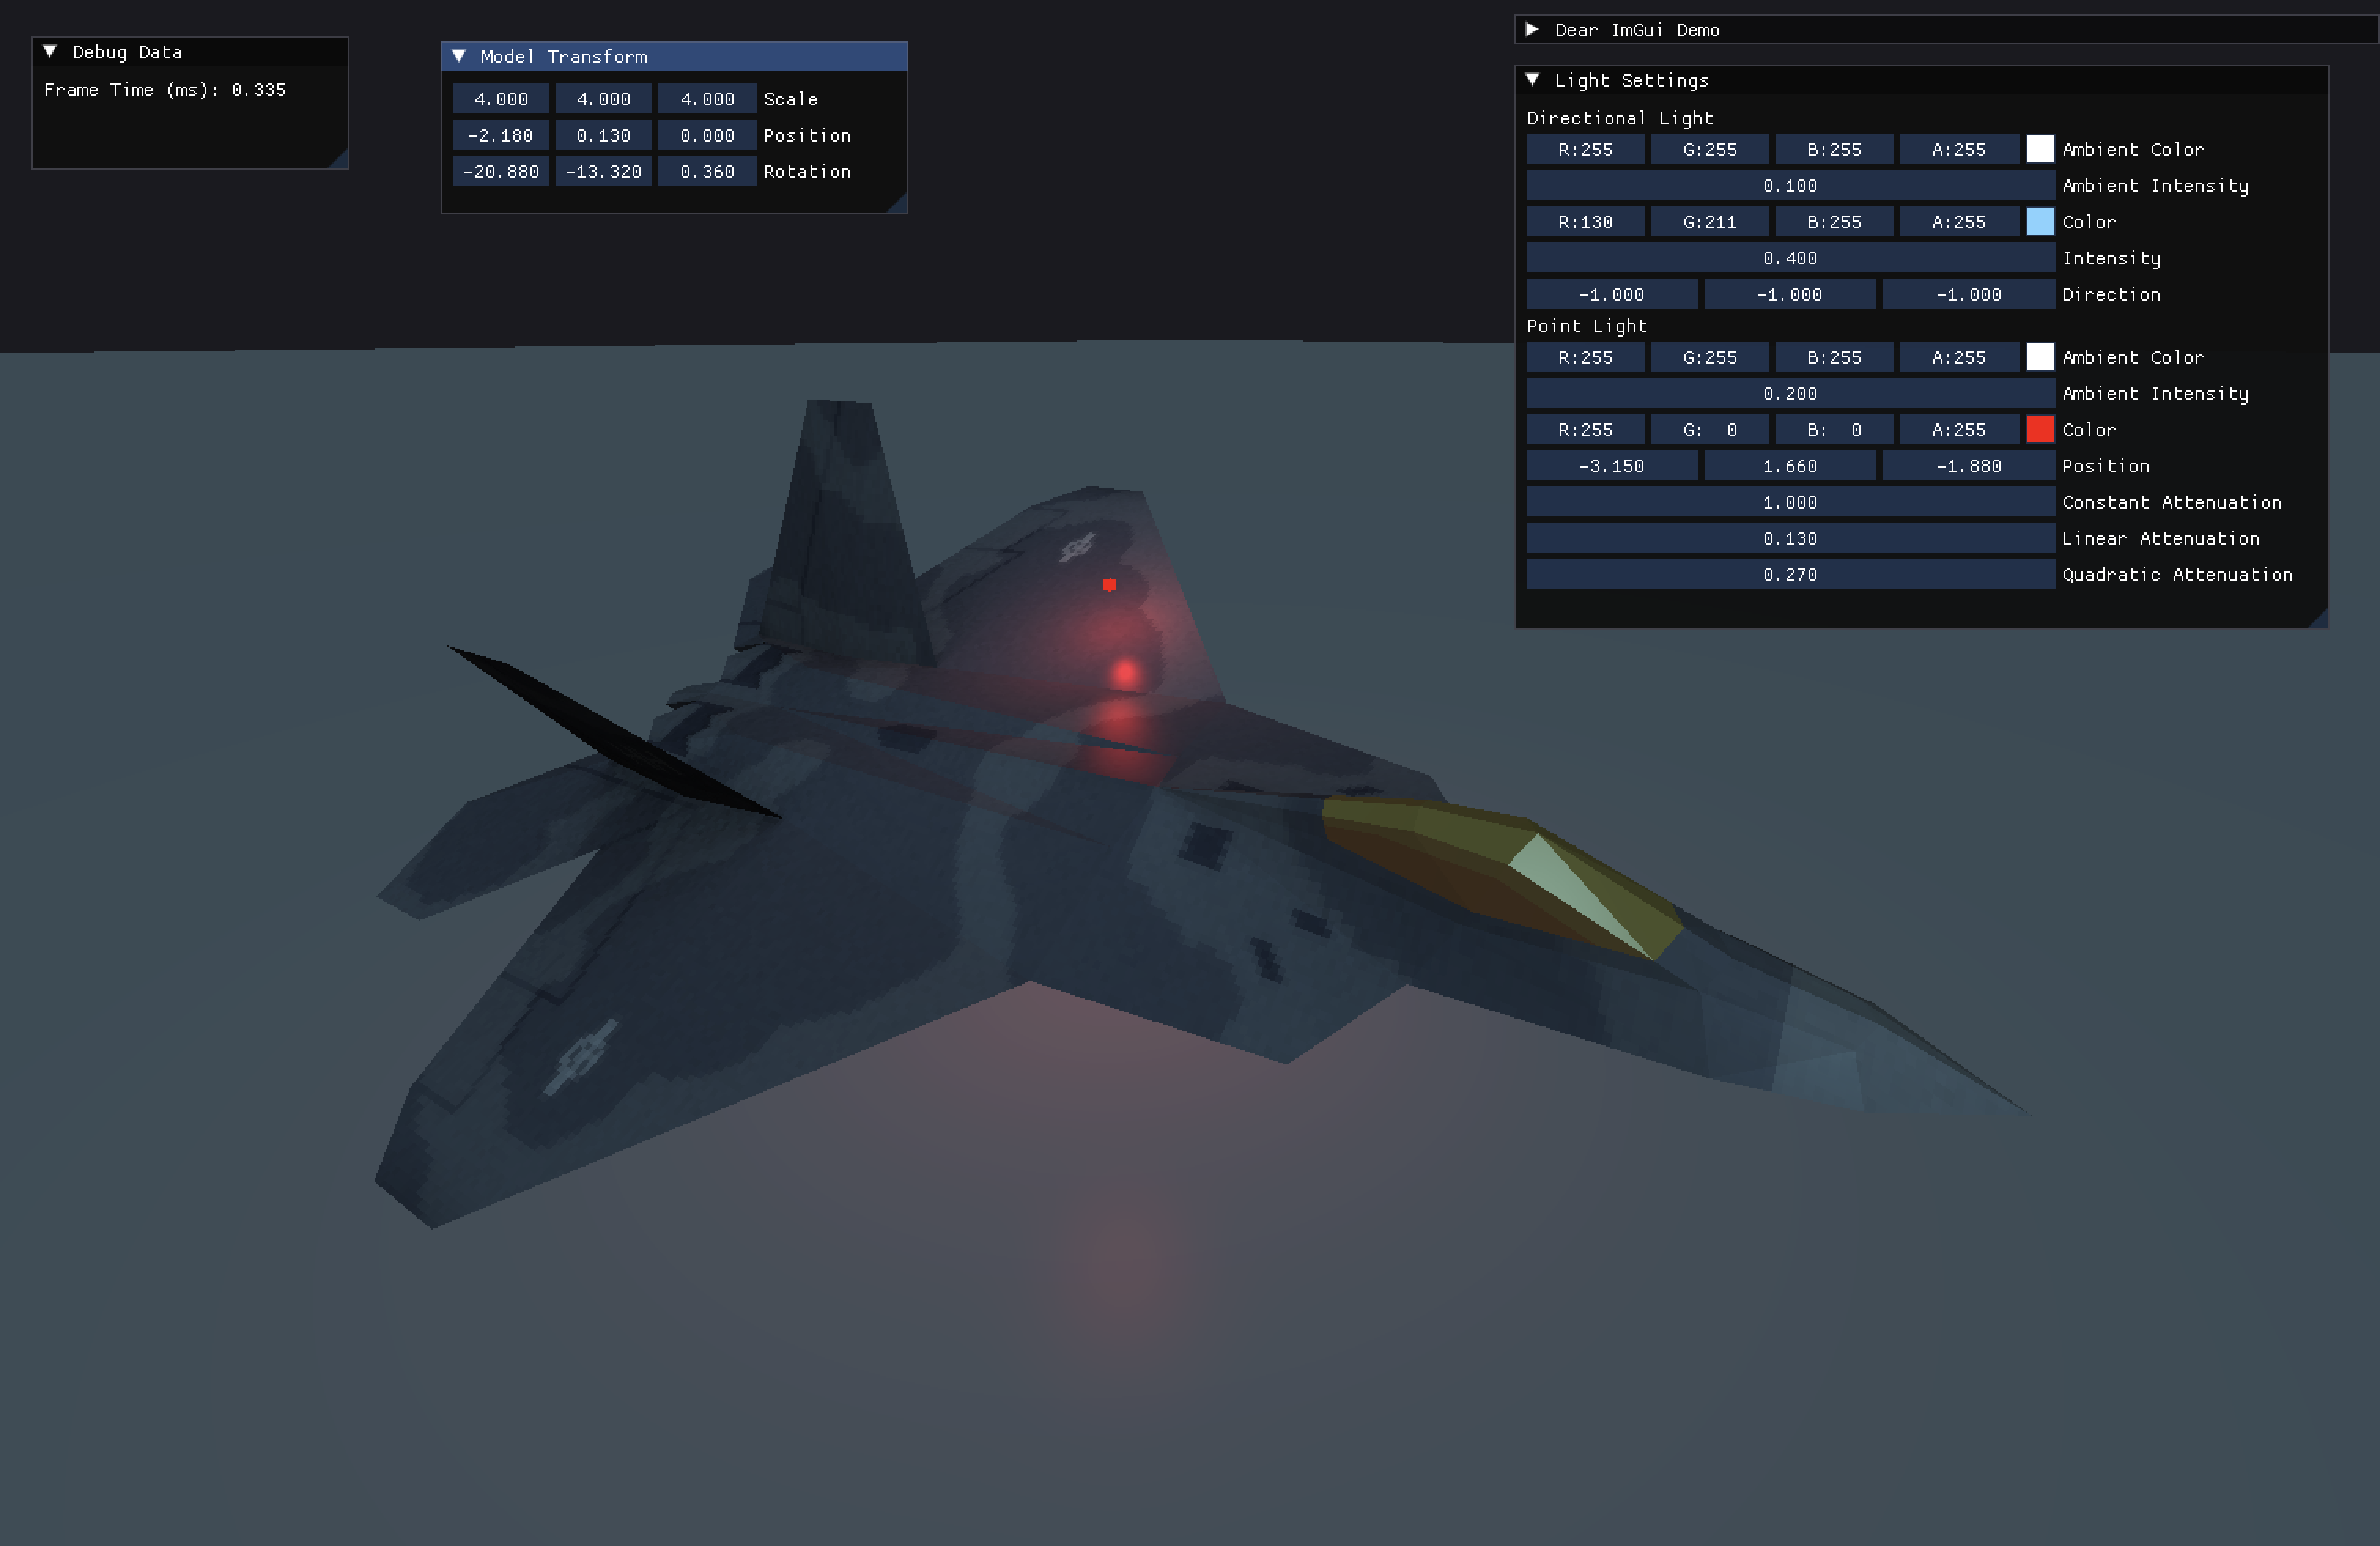 Debug Data
Frame Time (ms): 0.335
Model Transform
4.000 4.000 4.000 Scale
-2.180 0.130 0.000 Position
-20.880 -13.320 0.360 Rotation
Dear ImGui Demo
Light Settings
Directional Light
R:255 G:255 B:255 A:255 Ambient Color
0.100 Ambient Intensity
R:130 G:211 B:255 A:255 Color
0.400 Intensity
-1.000 -1.000 -1.000 Direction
Point Light
R:255 G:255 B:255 A:255 Ambient Color
0.200 Ambient Intensity
R:255 G: 0 B: 0 A:255 Color
-3.150 1.660 -1.880 Position
1.000 Constant Attenuation
0.130 Linear Attenuation
0.270 Quadratic Attenuation